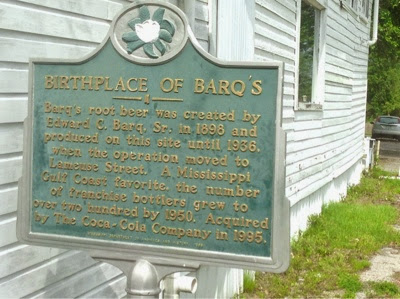 BIRTHPLACE OF BARQ'S
Barq's root beer was created by
Edward C. Barq, Sr. in 1898 and
produced on this site until 1936,
when the operation moved to
Lameuse Street. A Mississippi
Gulf Coast favorite, the number
of franchise bottlers grew to
over two hundred by 1950. Acquired
by The Coca-Cola Company in 1995.